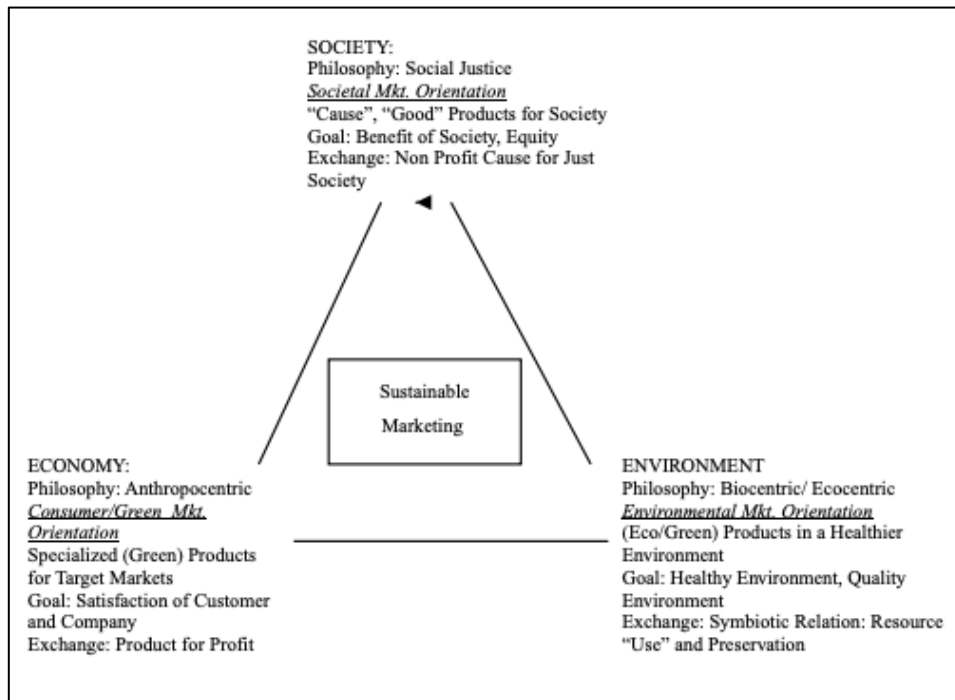 SOCIETY:
Philosophy: Social Justice
Societal Mkt. Orientation
“Cause”, “Good” Products for Society
Goal: Benefit of Society, Equity
Exchange: Non Profit Cause for Just
Society
Sustainable
Marketing
ECONOMY:
Philosophy: Anthropocentric
Consumer/Green Mkt.
Orientation
Specialized (Green) Products
for Target Markets
Goal: Satisfaction of Customer
and Company
Exchange: Product for Profit
ENVIRONMENT
Philosophy: Biocentric/ Ecocentric
Environmental Mkt. Orientation
(Eco/Green) Products in a Healthier
Environment
Goal: Healthy Environment, Quality
Environment
Exchange: Symbiotic Relation: Resource
“Use” and Preservation